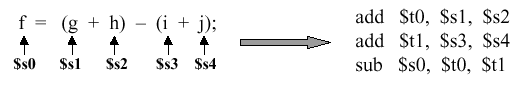 f = (g + h) – (i + j);
$s0 $s1 $s2 $s3 $s4
add $t0, $s1, $s2
add $t1, $s3, $s4
sub $s0, $t0, $t1